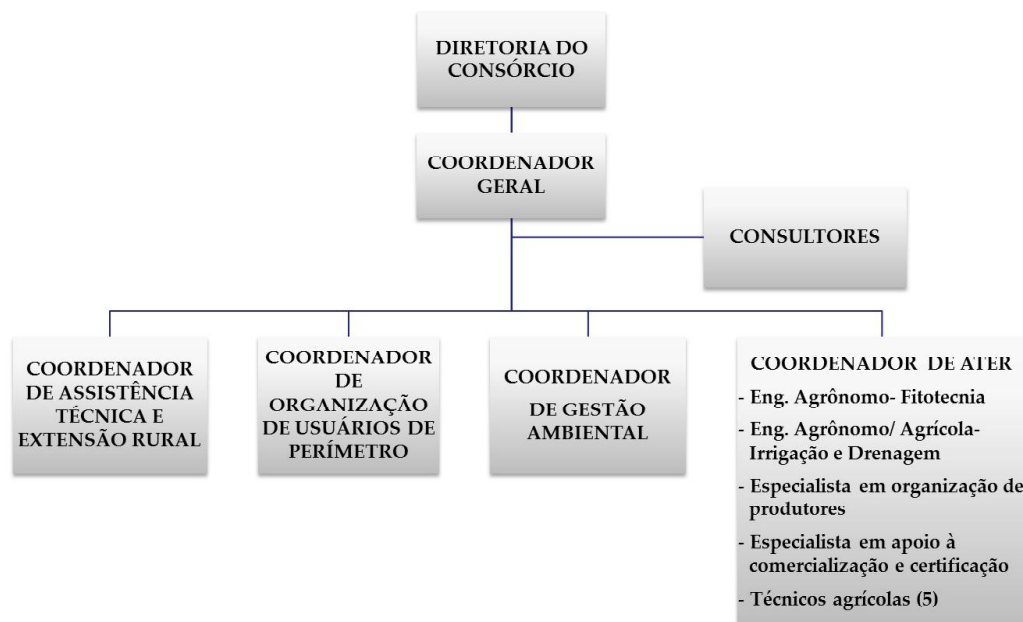 DIRETORIA DO
CONSÓRCIO
COORDENADOR
GERAL
CONSULTORES
COORDENADOR
DE ASSISTÊNCIA
TÉCNICA E
EXTENSÃO RURAL
COORDENADOR
DE
ORGANIZAÇÃO
DE USUÁRIOS DE
PERÍMETRO
COORDENADOR
DE GESTÃO
AMBIENTAL
COORDENADOR DE ATER
- Eng. Agrônomo- Fitotecnia
- Eng. Agrônomo/ Agrícola-
Irrigação e Drenagem
- Especialista em organização de
produtores
- Especialista em apoio à
comercialização e certificação
- Técnicos agrícolas (5)